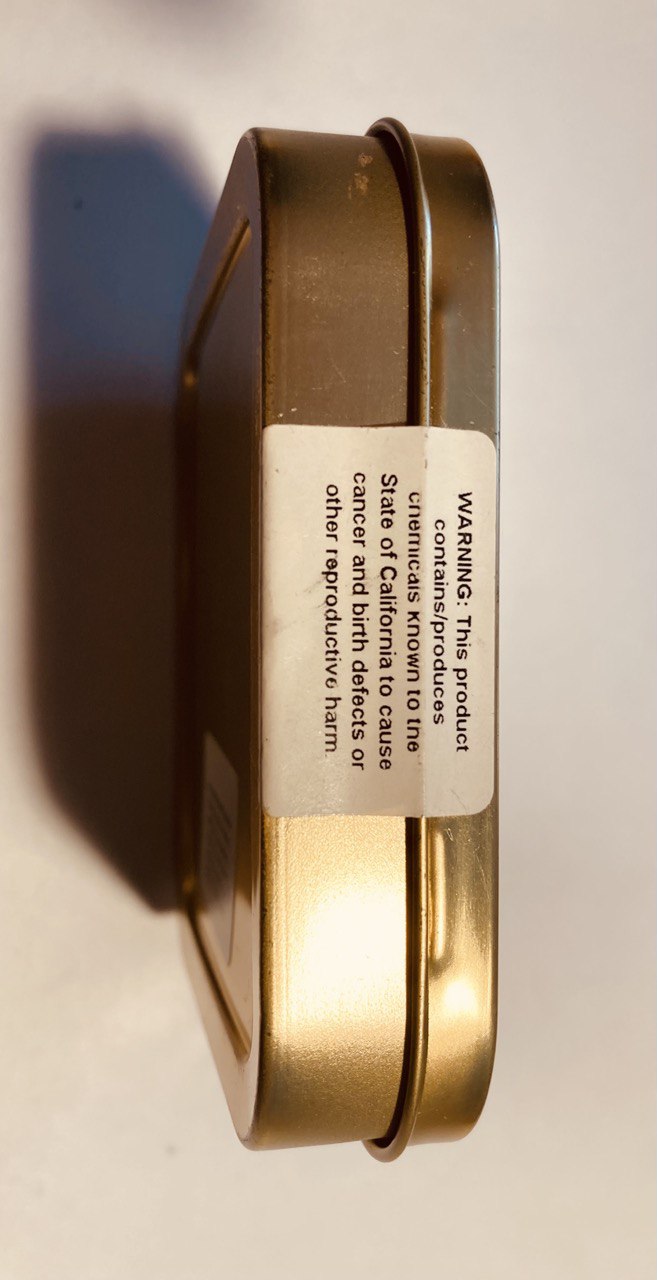 WARNING: This product
contains/produces
chemicals known to the
State of California to cause
cancer and birth defects or
other reproductive harm.